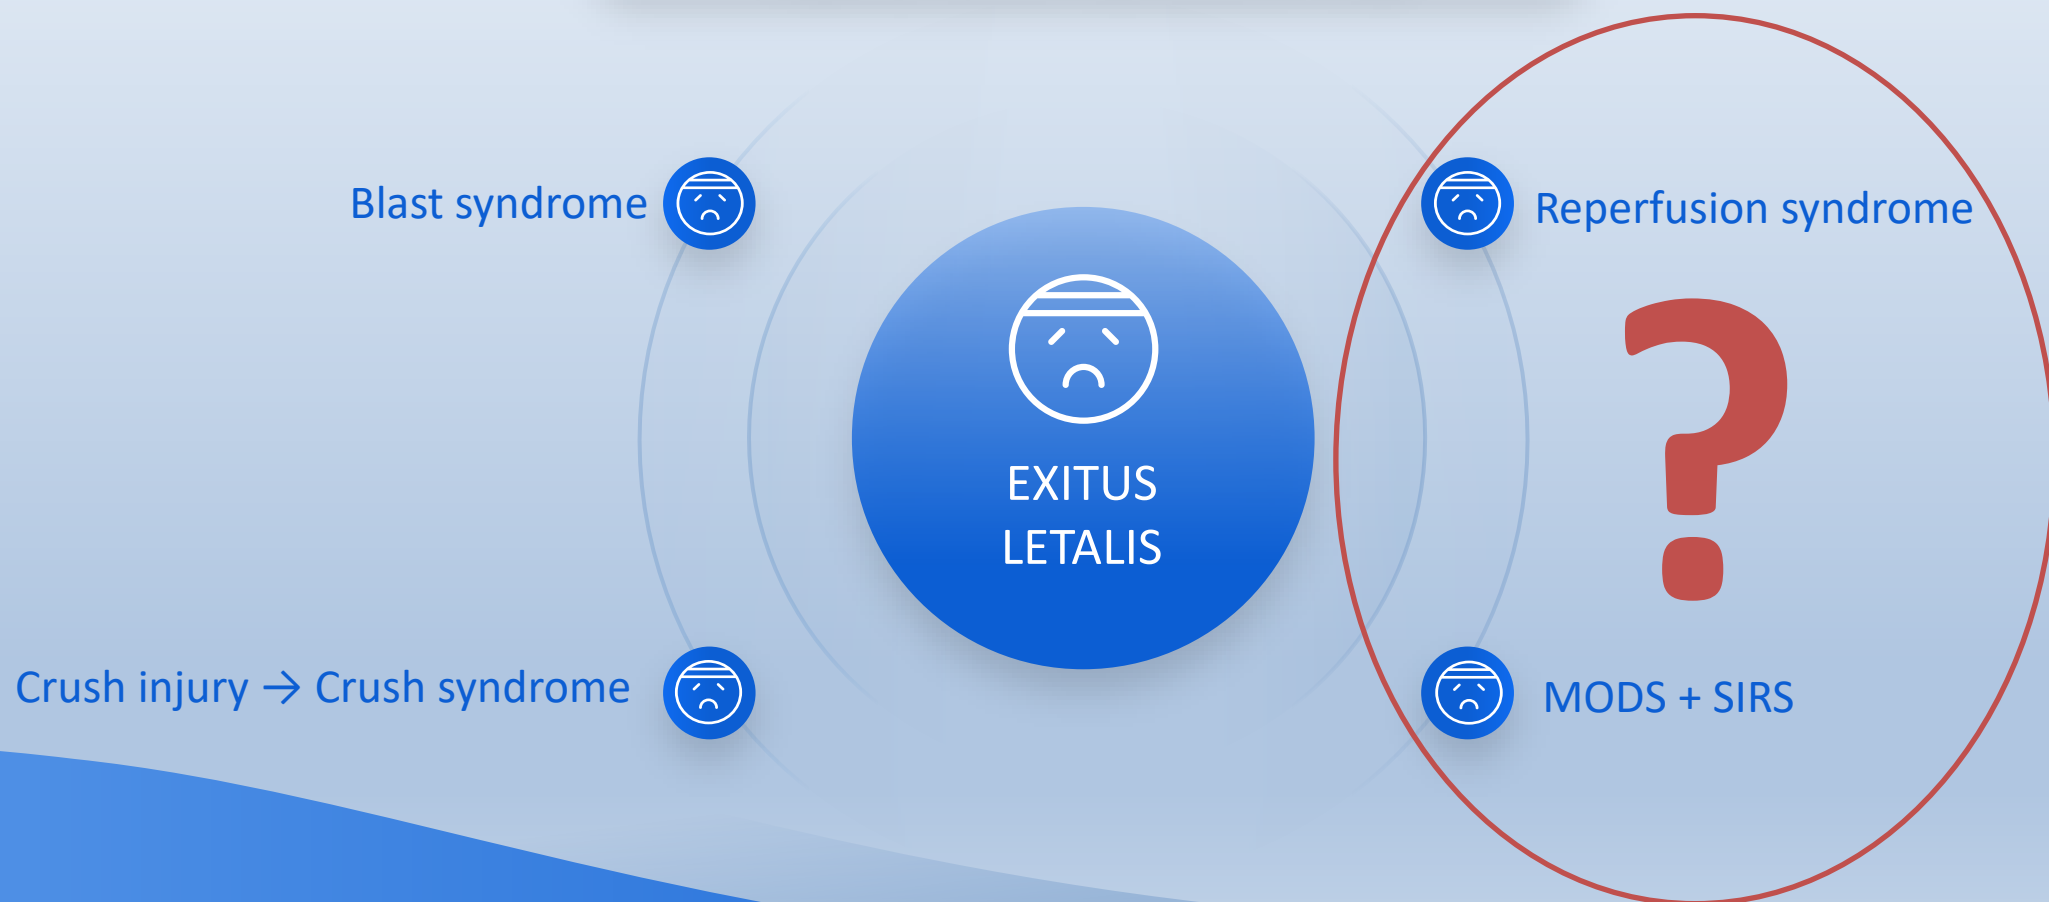 Blast syndrome
Reperfusion syndrome
EXITUS
LETALIS
?
Crush injury → Crush syndrome
MODS + SIRS